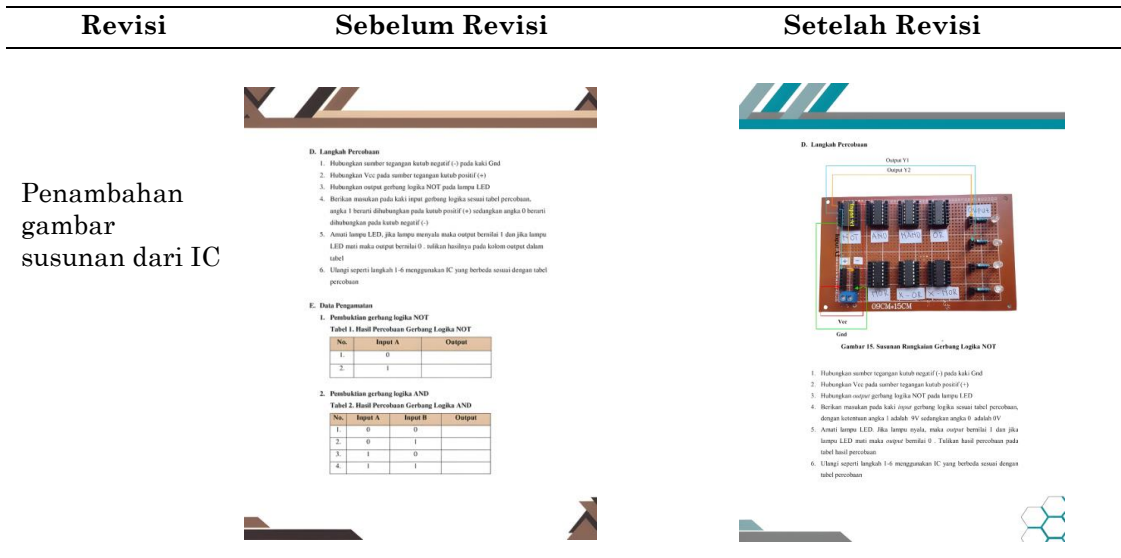 Revisi Sebelum Revisi Setelah Revisi
Penambahan
gambar
susunan dari IC
D. Langkah Percobaan
1. Hubungkan sumber tegangan kutub negatif (-) pada kaki Gnd
2. Hubungkan Vcc pada sumber tegangan kutub positif (+)
3. Hubungkan output gerbang logika NOT pada lampu LED
4. Berikan masukan pada kaki input gerbang logika sesuai tabel percobaan,
angka 1 berarti dihubungkan pada kutub positif (+) sedangkan angka 0 berarti
dihubungkan pada kutub negatif (-)
5. Amati lampu LED, jika lampu menyala maka output bernilai 1 dan jika lampu
LED mati maka output bernilai 0 . tulikan hasilnya pada kolom output dalam
tabel
6. Ulangi seperti langkah 1-6 menggunakan IC yang berbeda sesuai dengan tabel
percobaan
E. Data Pengamatan
1. Pembuktian gerbang logika NOT
Tabel 1. Hasil Percobaan Gerbang Logika NOT
No. Input A Output
1. 0
2. 1
2. Pembuktian gerbang logika AND
Tabel 2. Hasil Percobaan Gerbang Logika AND
No. Input A Input B Output
1. 0 0
2. 0 1
3. 1 0
4. 1 1
D. Langkah Percobaan
Output Y1
Output Y2
NOT AND NAND OR
NOR X-OR X-NOR
09CM*15CM
Vcc
Gnd
Gambar 15. Susunan Rangkaian Gerbang Logika NOT
1. Hubungkan sumber tegangan kutub negatif (-) pada kaki Gnd
2. Hubungkan Vcc pada sumber tegangan kutub positif (+)
3. Hubungkan output gerbang logika NOT pada lampu LED
4. Berikan masukan pada kaki input gerbang logika sesuai tabel percobaan,
dengan ketentuan angka 1 adalah 9V sedangkan angka 0 adalah 0V
5. Amati lampu LED. Jika lampu nyala, maka output bernilai 1 dan jika
lampu LED mati maka output bernilai 0 . Tulikan hasil percobaan pada
tabel hasil percobaan
6. Ulangi seperti langkah 1-6 menggunakan IC yang berbeda sesuai dengan
tabel percobaan